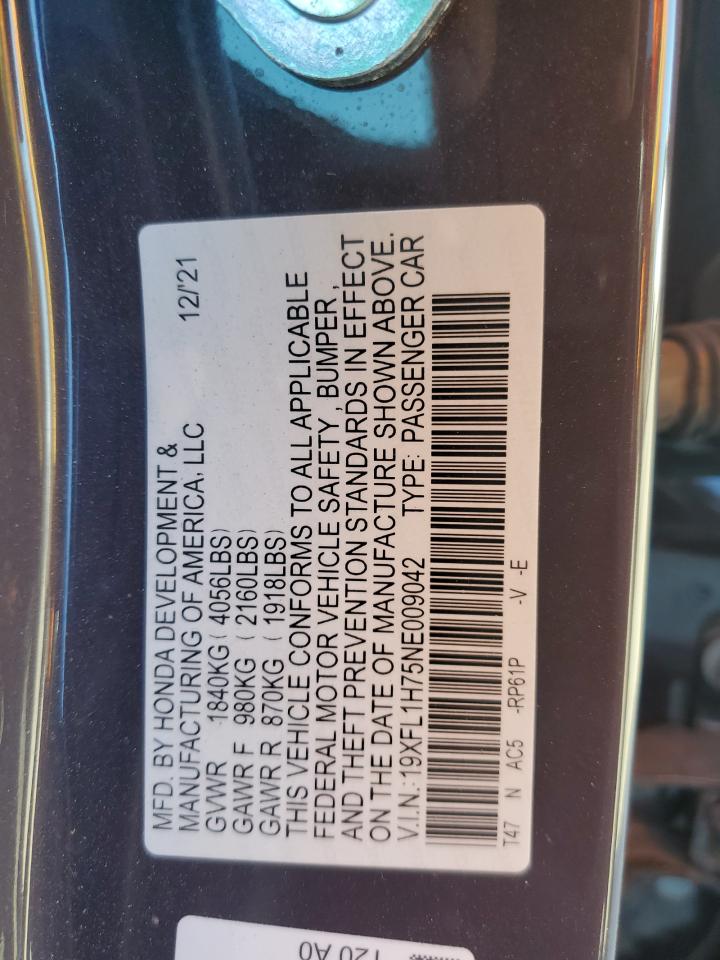 MFD. BY HONDA DEVELOPMENT &
MANUFACTURING OF AMERICA, LLC 12/'21
GVWR 1840KG ( 4056LBS)
GAWR F 980KG ( 2160LBS)
GAWR R 870KG ( 1918LBS)
THIS VEHICLE CONFORMS TO ALL APPLICABLE
FEDERAL MOTOR VEHICLE SAFETY , BUMPER ,
AND THEFT PREVENTION STANDARDS IN EFFECT
ON THE DATE OF MANUFACTURE SHOWN ABOVE.
V.I.N.:19XFL1H75NE009042 TYPE: PASSENGER CAR
T47 N AC5 -RP61P -V -E
120 A0